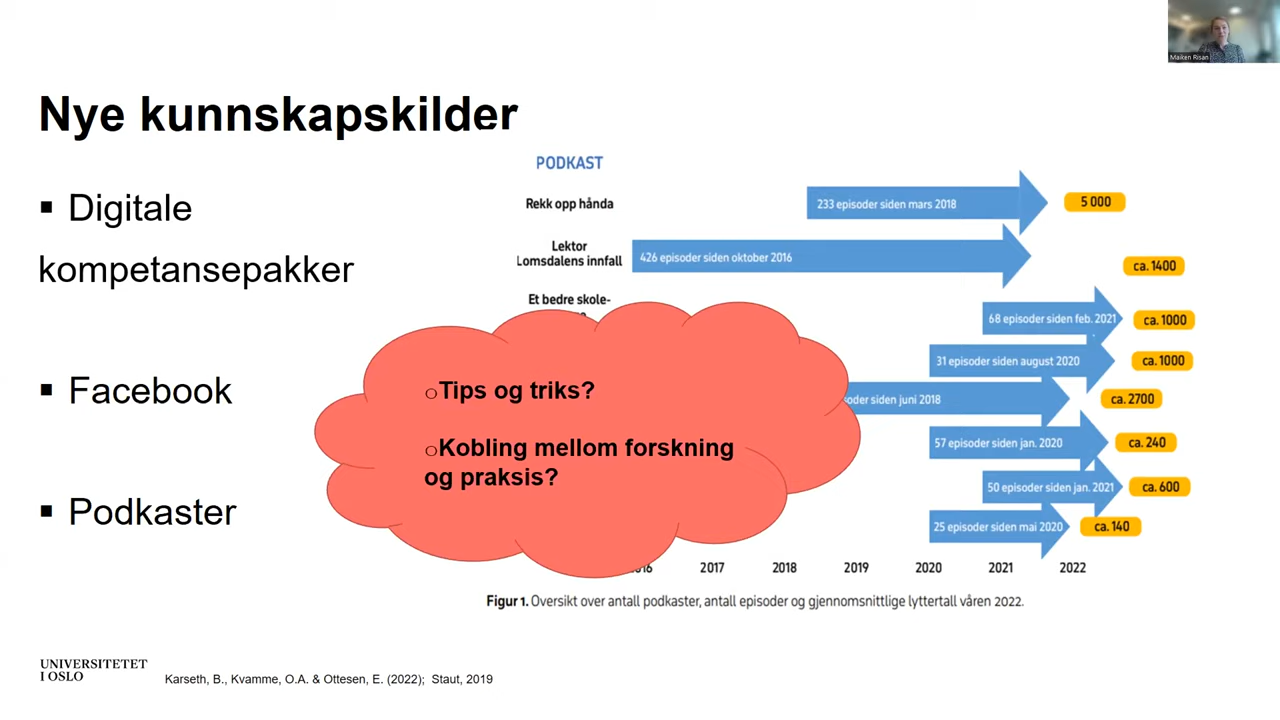 Maiken Risan
Nye kunnskapskilder
▪ Digitale
kompetansepakker
▪ Facebook
▪ Podkaster
PODKAST
Rekk opp hånda
233 episoder siden mars 2018
5 000
Lektor
Lomsdalens innfall
426 episoder siden oktober 2016
ca. 1400
Et bedre skole-
68 episoder siden feb. 2021
ca. 1000
31 episoder siden august 2020
ca. 1000
siden juni 2018
ca. 2700
57 episoder siden jan. 2020
ca. 240
50 episoder siden jan. 2021
ca. 600
25 episoder siden mai 2020
ca. 140
oTips og triks?
oKobling mellom forskning
og praksis?
2017 2018 2019 2020 2021 2022
Figur 1. Oversikt over antall podkaster, antall episoder og gjennomsnittlige lyttertall våren 2022.
UNIVERSITETET
I OSLO
Karseth, B., Kvamme, O.A. & Ottesen, E. (2022); Staut, 2019